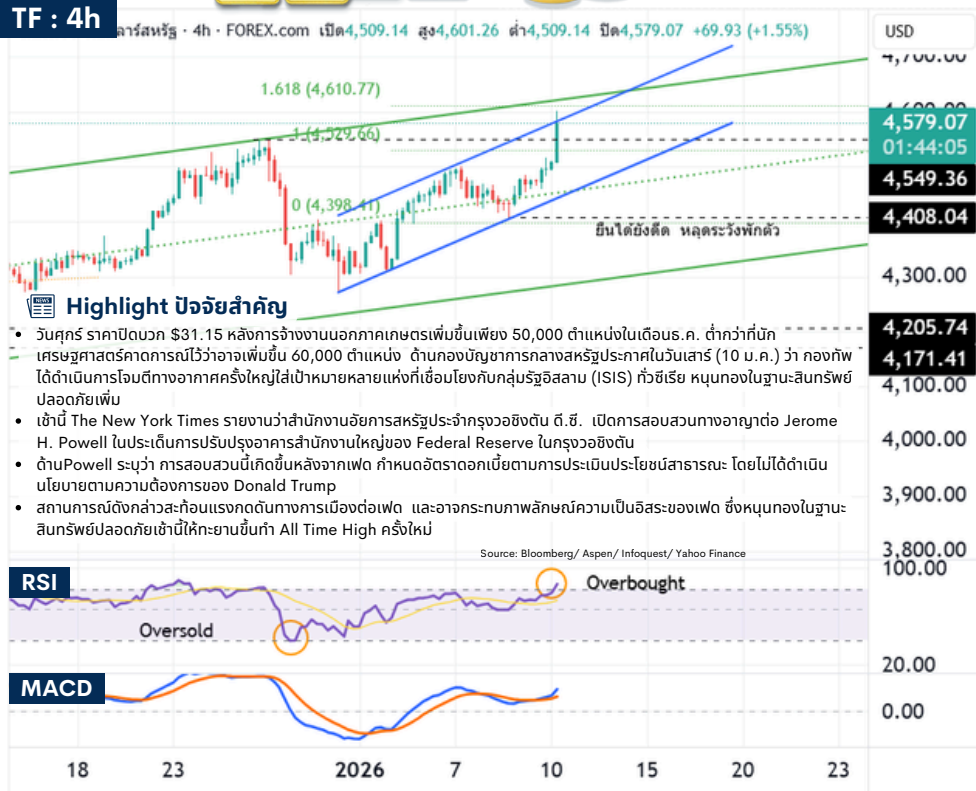 TF : 4h
ลาร์สหรัฐ · 4h · FOREX.com เปิด4,509.14 สูง4,601.26 ต่ำ4,509.14 ปิด4,579.07 +69.93 (+1.55%)
USD
4,700.00
1.618 (4,610.77)
4,600.00
4,579.07
01:44:05
1 (4,529.66)
4,549.36
0 (4,398.41)
4,408.04
ยืนได้ยังดีด หลุดระวังพักตัว
4,300.00
Highlight ปัจจัยสำคัญ
• วันศุกร์ ราคาปิดบวก $31.15 หลังการจ้างงานนอกภาคเกษตรเพิ่มขึ้นเพียง 50,000 ตำแหน่งในเดือนธ.ค. ต่ำกว่าที่นัก
เศรษฐศาสตร์คาดการณ์ไว้ว่าอาจเพิ่มขึ้น 60,000 ตำแหน่ง ด้านกองบัญชาการกลางสหรัฐประกาศในวันเสาร์ (10 ม.ค.) ว่า กองทัพ
ได้ดำเนินการโจมตีทางอากาศครั้งใหญ่ใส่เป้าหมายหลายแห่งที่เชื่อมโยงกับกลุ่มรัฐอิสลาม (ISIS) ทั่วซีเรีย หนุนทองในฐานะสินทรัพย์
ปลอดภัยเพิ่ม
• เช้านี้ The New York Times รายงานว่าสำนักงานอัยการสหรัฐประจำกรุงวอชิงตัน ดี.ซี. เปิดการสอบสวนทางอาญาต่อ Jerome
H. Powell ในประเด็นการปรับปรุงอาคารสำนักงานใหญ่ของ Federal Reserve ในกรุงวอชิงตัน
• ด้านPowell ระบุว่า การสอบสวนนี้เกิดขึ้นหลังจากเฟด กำหนดอัตราดอกเบี้ยตามการประเมินประโยชน์สาธารณะ โดยไม่ได้ดำเนิน
นโยบายตามความต้องการของ Donald Trump
• สถานการณ์ดังกล่าวสะท้อนแรงกดดันทางการเมืองต่อเฟด และอาจกระทบภาพลักษณ์ความเป็นอิสระของเฟด ซึ่งหนุนทองในฐานะ
สินทรัพย์ปลอดภัยเช้านี้ให้ทะยานขึ้นทำ All Time High ครั้งใหม่
4,205.74
4,171.41
4,100.00
4,000.00
3,900.00
3,800.00
Source: Bloomberg/ Aspen/ Infoquest/ Yahoo Finance
RSI
Oversold
Overbought
100.00
20.00
MACD
0.00
18 23 2026 7 10 15 20 23